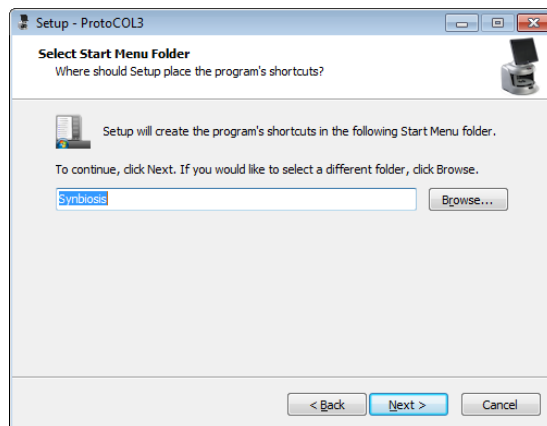 Setup - ProtoCOL3
Select Start Menu Folder
Where should Setup place the program's shortcuts?
Setup will create the program's shortcuts in the following Start Menu folder.
To continue, click Next. If you would like to select a different folder, click Browse.
Synbiosis
Browse...
< Back
Next >
Cancel